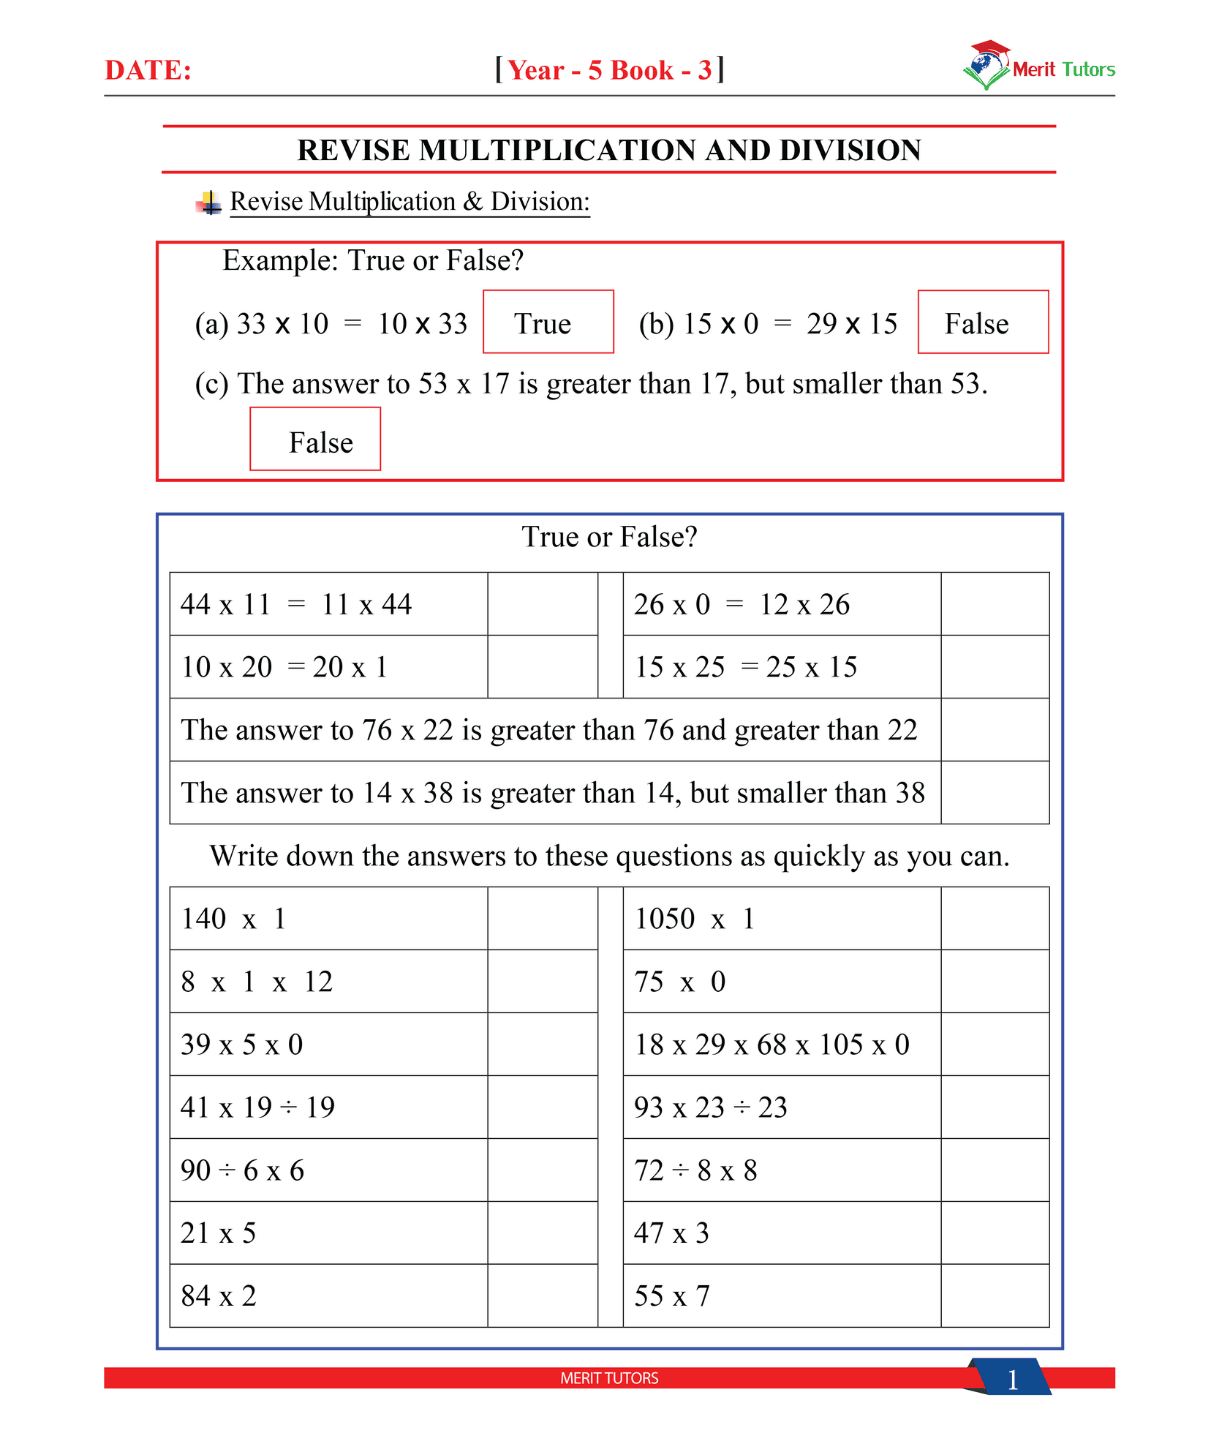 DATE:
[Year - 5 Book - 3]
Merit Tutors
REVISE MULTIPLICATION AND DIVISION
Revise Multiplication & Division:
Example: True or False?
(a) 33 x 10 = 10 x 33 True (b) 15 x 0 = 29 x 15 False
(c) The answer to 53 x 17 is greater than 17, but smaller than 53.
False
True or False?
44 x 11 = 11 x 44 26 x 0 = 12 x 26
10 x 20 = 20 x 1 15 x 25 = 25 x 15
The answer to 76 x 22 is greater than 76 and greater than 22
The answer to 14 x 38 is greater than 14, but smaller than 38
Write down the answers to these questions as quickly as you can.
140 x 1 1050 x 1
8 x 1 x 12 75 x 0
39 x 5 x 0 18 x 29 x 68 x 105 x 0
41 x 19 ÷ 19 93 x 23 ÷ 23
90 ÷ 6 x 6 72 ÷ 8 x 8
21 x 5 47 x 3
84 x 2 55 x 7
MERIT TUTORS
1